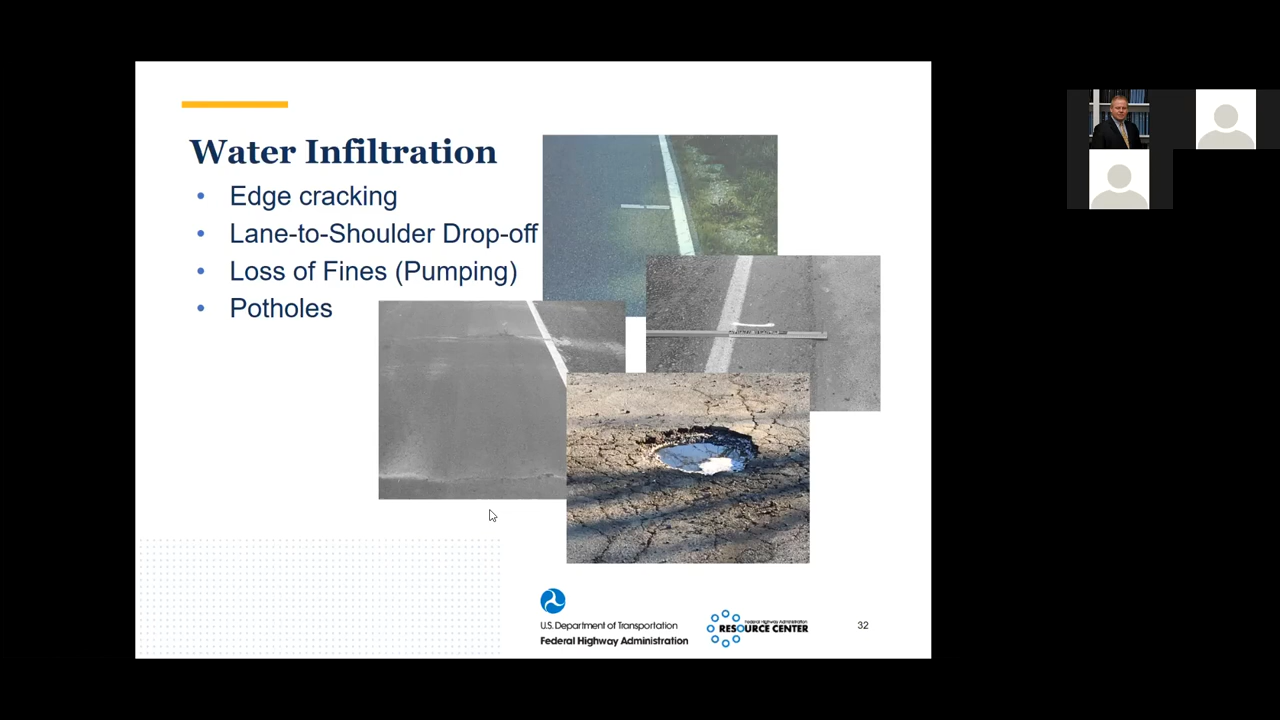 Water Infiltration
• Edge cracking
• Lane-to-Shoulder Drop-off
• Loss of Fines (Pumping)
• Potholes
U.S. Department of Transportation
Federal Highway Administration
Federal Highway Administration
RESOURCE CENTER
32